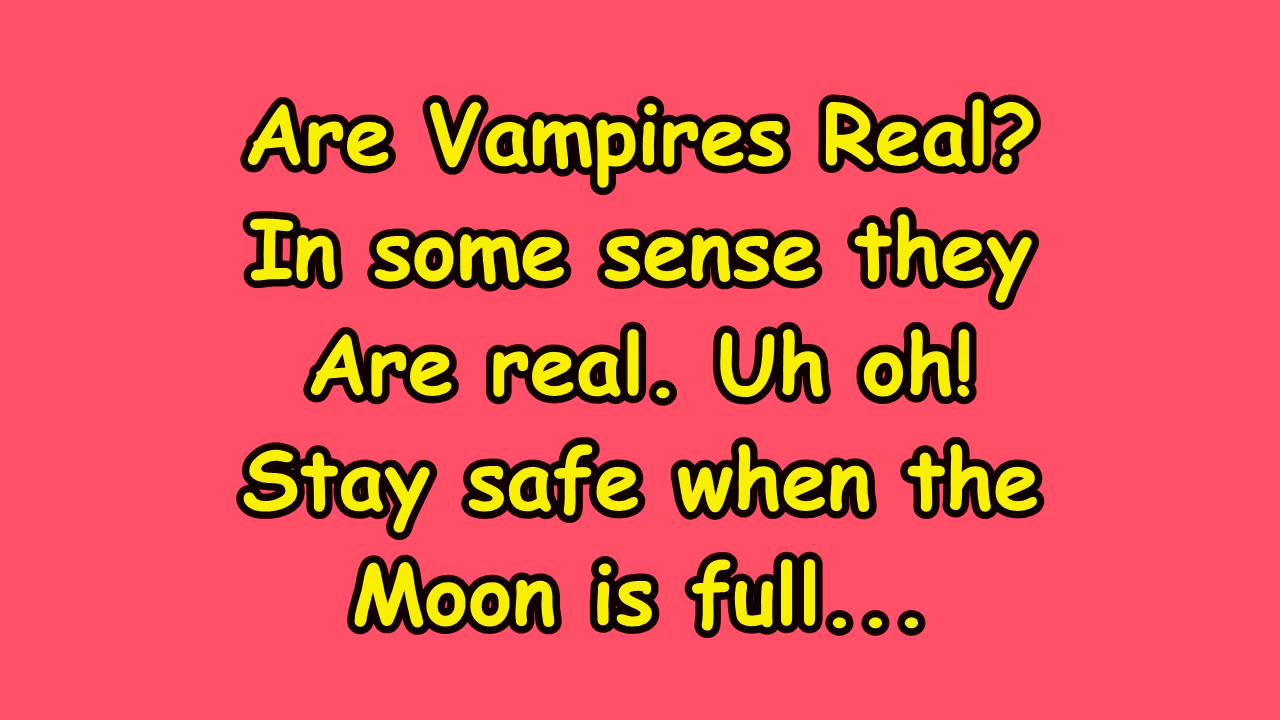 Are Vampires Real?
In some sense they
Are real. Uh oh!
Stay safe when the
Moon is full...